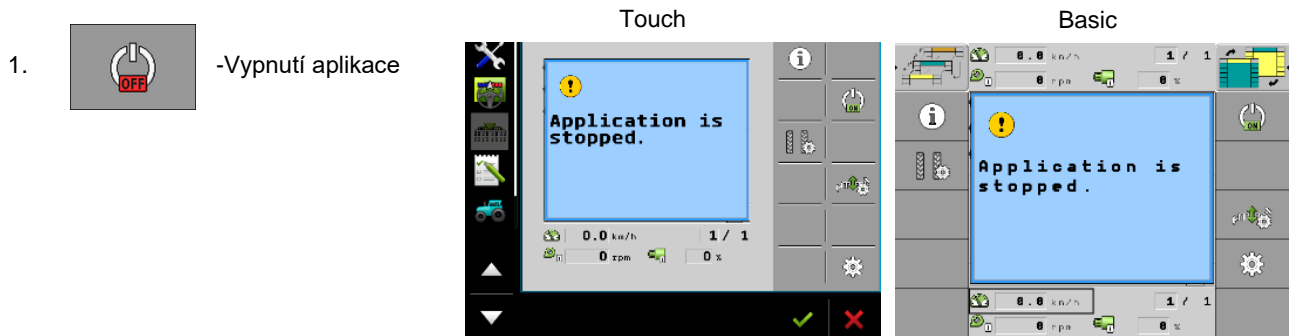 Touch
Basic
1.
OFF
-Vypnutí aplikace
i
ON
!
Application is
stopped.
0.0 km/h
1 / 1
0 rpm
0 %
0.0 km/h
1 / 1
0 rpm
0 %
i
ON
!
Application is
stopped.
0.0 km/h
1 / 1
0 rpm
0 %